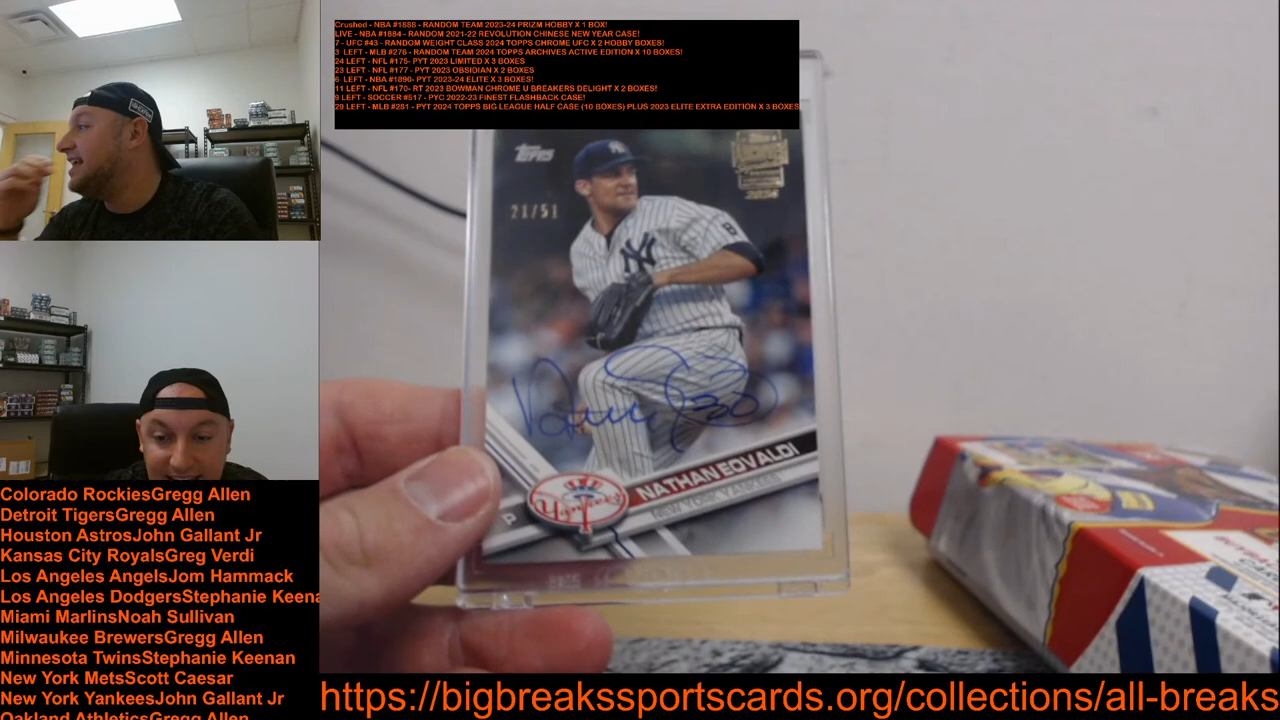 Crushed - NBA #1888 - RANDOM TEAM 2023-24 PRIZM HOBBY X 1 BOX!
LIVE - NBA #1884 - RANDOM 2021-22 REVOLUTION CHINESE NEW YEAR CASE!
7 - UFC #43 - RANDOM WEIGHT CLASS 2024 TOPPS CHROME UFC X 2 HOBBY BOXES!
3 LEFT - MLB #276 - RANDOM TEAM 2024 TOPPS ARCHIVES ACTIVE EDITION X 10 BOXES!
24 LEFT - NFL #175- PYT 2023 LIMITED X 3 BOXES
23 LEFT - NFL #177 - PYT 2023 OBSIDIAN X 2 BOXES
6 LEFT - NBA #1890- PYT 2023-24 ELITE X 3 BOXES!
11 LEFT - NFL #170- RT 2023 BOWMAN CHROME U BREAKERS DELIGHT X 2 BOXES!
9 LEFT - SOCCER #517 - PYC 2022-23 FINEST FLASHBACK CASE!
29 LEFT - MLB #281 - PYT 2024 TOPPS BIG LEAGUE HALF CASE (10 BOXES) PLUS 2023 ELITE EXTRA EDITION X 3 BOXES
Topps
2024
21/51
NY
8
Yankees
P
NATHAN EOVALDI
NEW YORK YANKEES
Colorado RockiesGregg Allen
Detroit TigersGregg Allen
Houston AstrosJohn Gallant Jr
Kansas City RoyalsGreg Verdi
Los Angeles AngelsJom Hammack
Los Angeles DodgersStephanie Keena
Miami MarlinsNoah Sullivan
Milwaukee BrewersGregg Allen
Minnesota TwinsStephanie Keenan
New York MetsScott Caesar
New York YankeesJohn Gallant Jr
Oakland AthleticsGregg Allen
https://bigbreakssportscards.org/collections/all-breaks